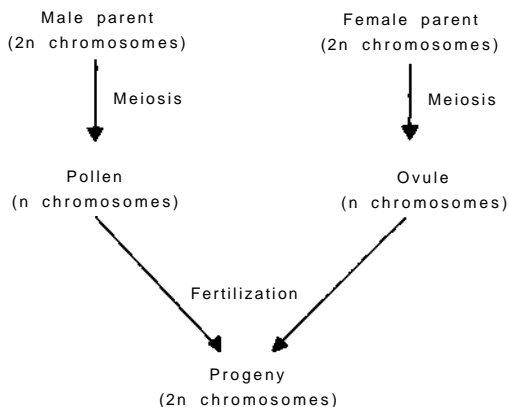 Male parent
(2n chromosomes)
Female parent
(2n chromosomes)
Meiosis
Meiosis
Pollen
(n chromosomes)
Ovule
(n chromosomes)
Fertilization
Progeny
(2n chromosomes)